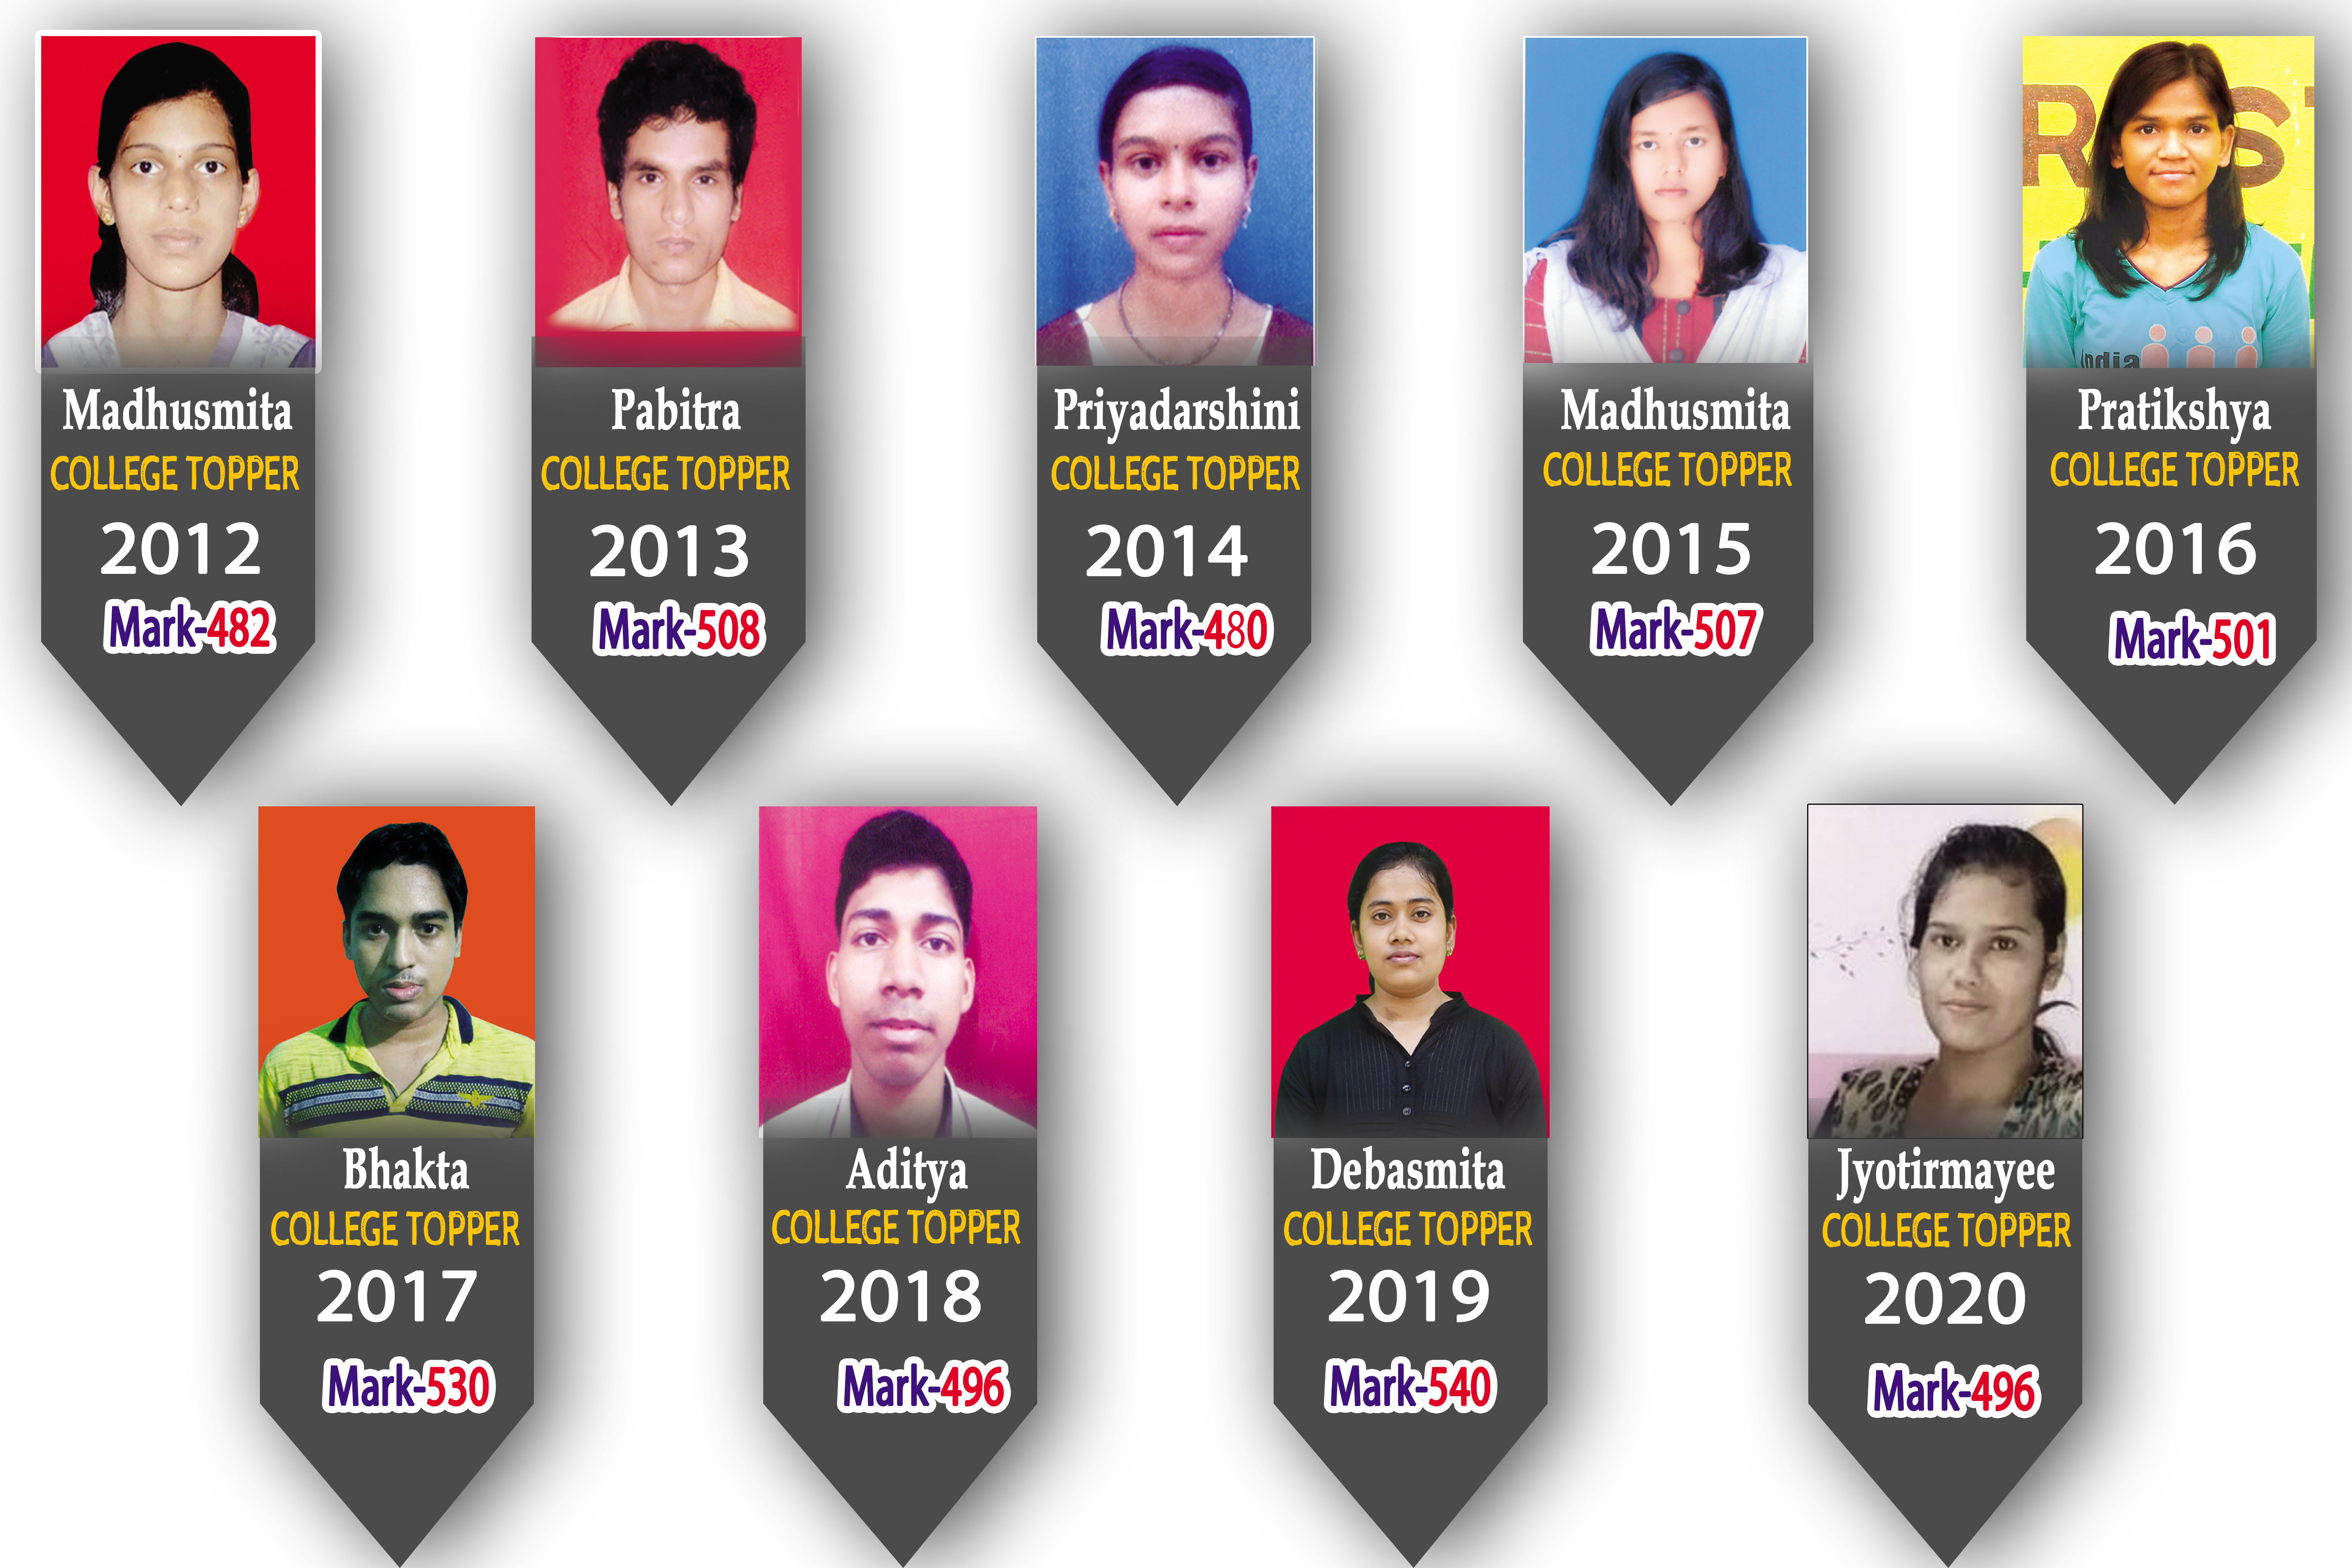 Madhusmita
COLLEGE TOPPER
2012
Mark-482
Pabitra
COLLEGE TOPPER
2013
Mark-508
Priyadarshini
COLLEGE TOPPER
2014
Mark-480
Madhusmita
COLLEGE TOPPER
2015
Mark-507
Pratikshya
COLLEGE TOPPER
2016
Mark-501
Bhakta
COLLEGE TOPPER
2017
Mark-530
Aditya
COLLEGE TOPPER
2018
Mark-496
Debasmita
COLLEGE TOPPER
2019
Mark-540
Jyotirmayee
COLLEGE TOPPER
2020
Mark-496